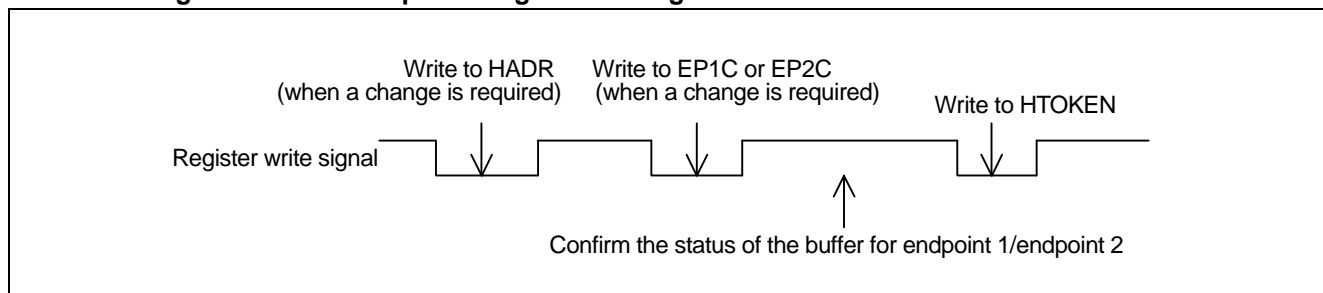 Write to HADR
(when a change is required)
Write to EP1C or EP2C
(when a change is required)
Write to HTOKEN
Register write signal
Confirm the status of the buffer for endpoint 1/endpoint 2